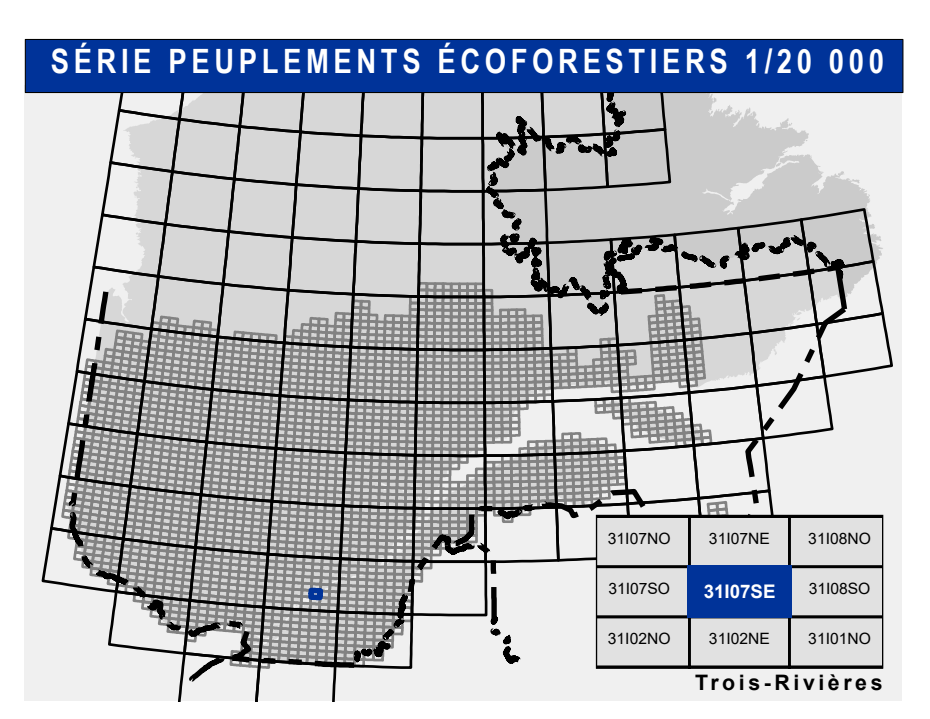 SÉRIE PEUPLEMENTS ÉCOFORESTIERS 1/20 000
31I07NO 31I07NE 31I08NO
31I07SO 31I07SE 31I08SO
31I02NO 31I02NE 31I01NO
Trois-Rivières